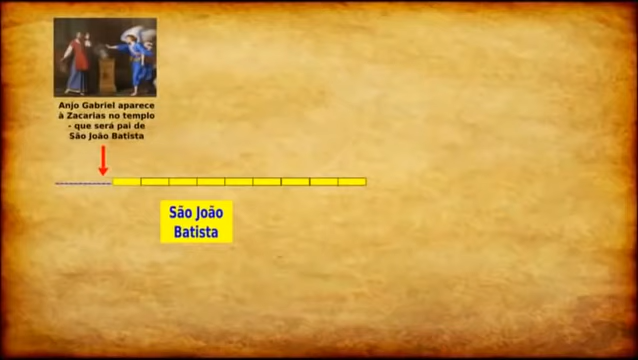 Anjo Gabriel aparece
à Zacarias no templo
- que será pai de
São João Batista
São João
Batista